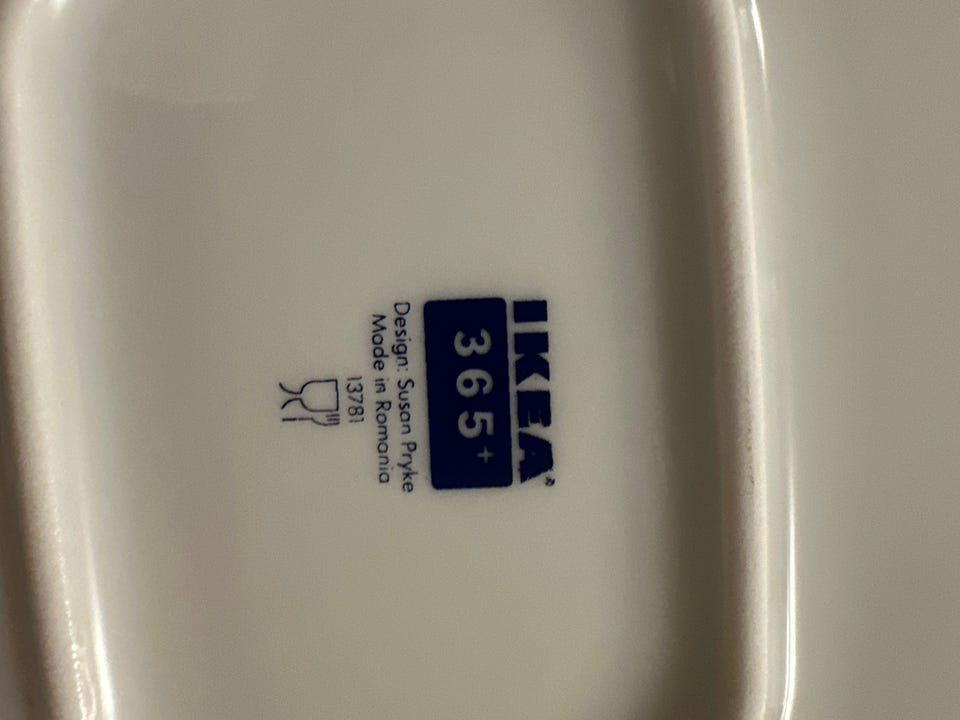 IKEA®
365+
Design: Susan Pryke
Made in Romania
13781